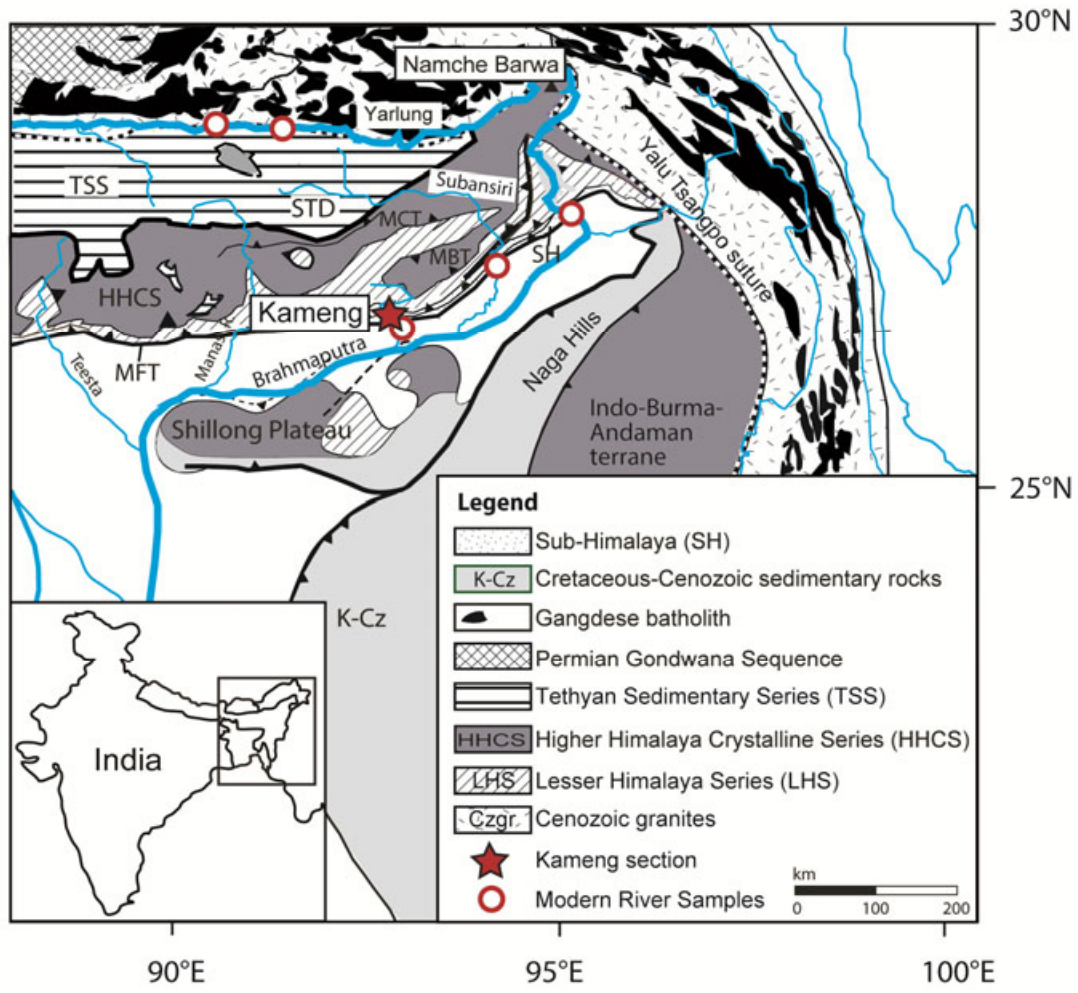 30°N
Namche Barwa
Yarlung
Yalu Tsangpo suture
TSS
Subansiri
STD
MCT
MBT
SH
HHCS
Kameng
MFT
Teesta
Manas R.
Brahmaputra
Naga Hills
Shillong Plateau
Indo-Burma-
Andaman
terrane
25°N
Legend
Sub-Himalaya (SH)
K-Cz Cretaceous-Cenozoic sedimentary rocks
Gangdese batholith
Permian Gondwana Sequence
Tethyan Sedimentary Series (TSS)
HHCS Higher Himalaya Crystalline Series (HHCS)
LHS Lesser Himalaya Series (LHS)
Czgr. Cenozoic granites
Kameng section
Modern River Samples
km
0 100 200
K-Cz
India
90°E 95°E 100°E